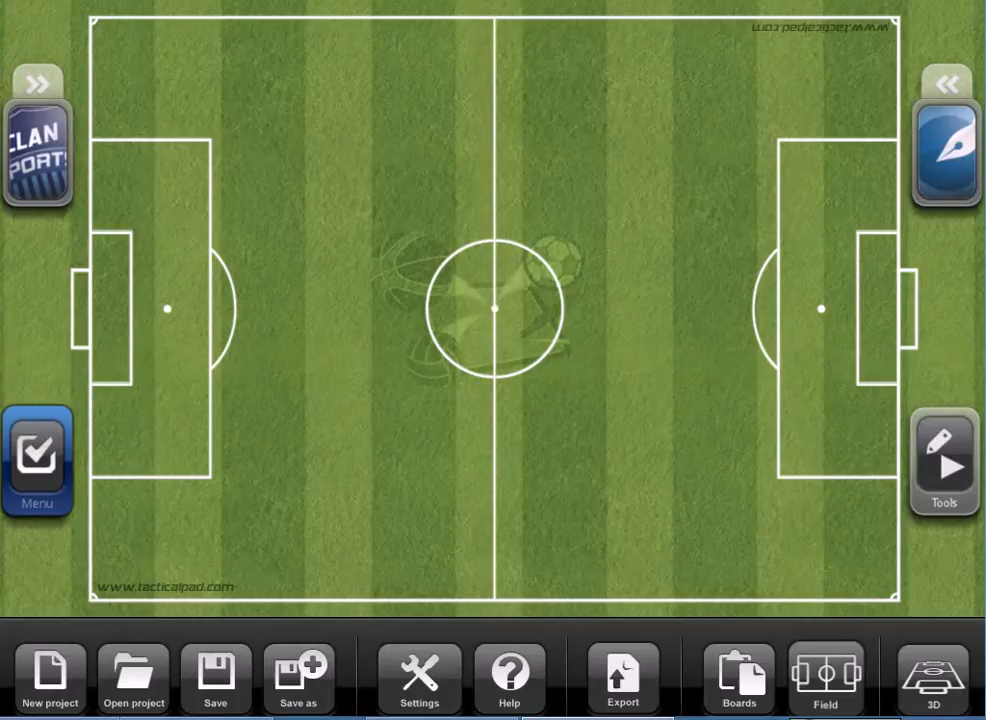 www.tacticalpad.com
CLAN
PORTS
Menu
Tools
www.tacticalpad.com
New project
Open project
Save
Save as
Settings
Help
Export
Boards
Field
3D